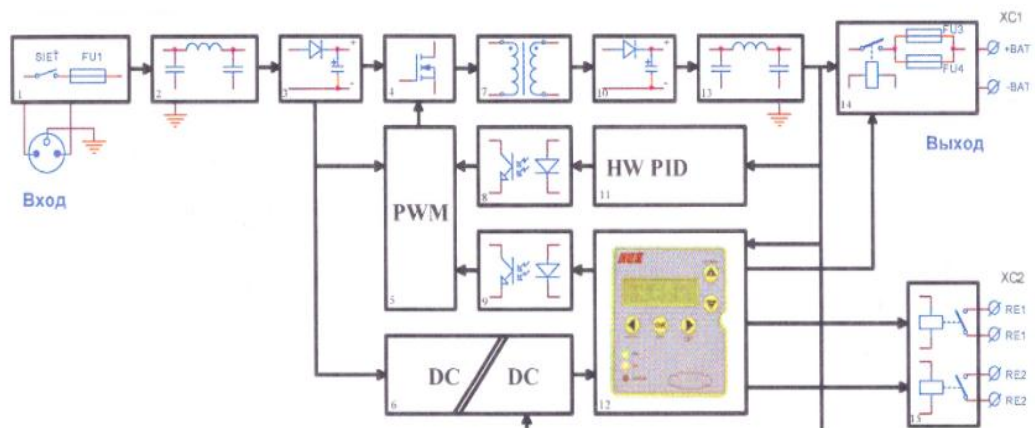 XC1
SIEŤ FU1
FU3
+BAT
FU4
-BAT
1
2
3
4
7
10
13
14
Вход
Выход
PWM
8
HW PID
11
5
9
XC2
RE1
RE1
RE2
RE2
DC DC
6
12
15